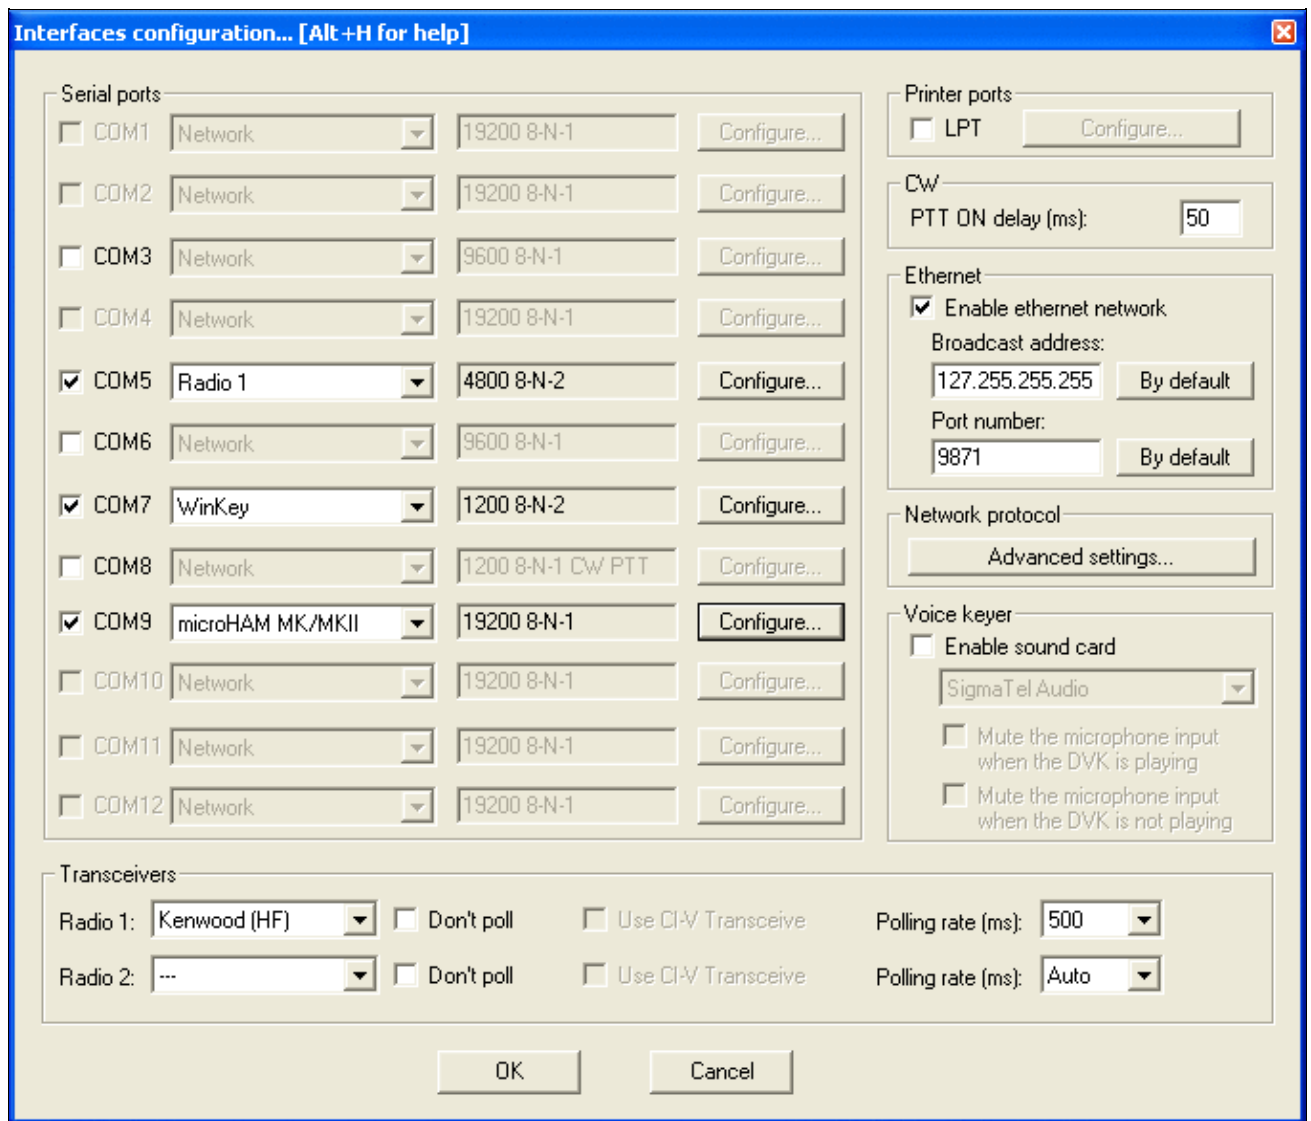 Interfaces configuration... [Alt+H for help]
Serial ports
COM1 Network 19200 8-N-1 Configure...
COM2 Network 19200 8-N-1 Configure...
COM3 Network 9600 8-N-1 Configure...
COM4 Network 19200 8-N-1 Configure...
COM5 Radio 1 4800 8-N-2 Configure...
COM6 Network 9600 8-N-1 Configure...
COM7 WinKey 1200 8-N-2 Configure...
COM8 Network 1200 8-N-1 CW PTT Configure...
COM9 microHAM MK/MKII 19200 8-N-1 Configure...
COM10 Network 19200 8-N-1 Configure...
COM11 Network 19200 8-N-1 Configure...
COM12 Network 19200 8-N-1 Configure...
Printer ports
LPT Configure...
CW
PTT ON delay (ms): 50
Ethernet
Enable ethernet network
Broadcast address:
127.255.255.255 By default
Port number:
9871 By default
Network protocol
Advanced settings...
Voice keyer
Enable sound card
SigmaTel Audio
Mute the microphone input
when the DVK is playing
Mute the microphone input
when the DVK is not playing
Transceivers
Radio 1: Kenwood (HF) Don't poll Use CI-V Transceive Polling rate (ms): 500
Radio 2: --- Don't poll Use CI-V Transceive Polling rate (ms): Auto
OK Cancel